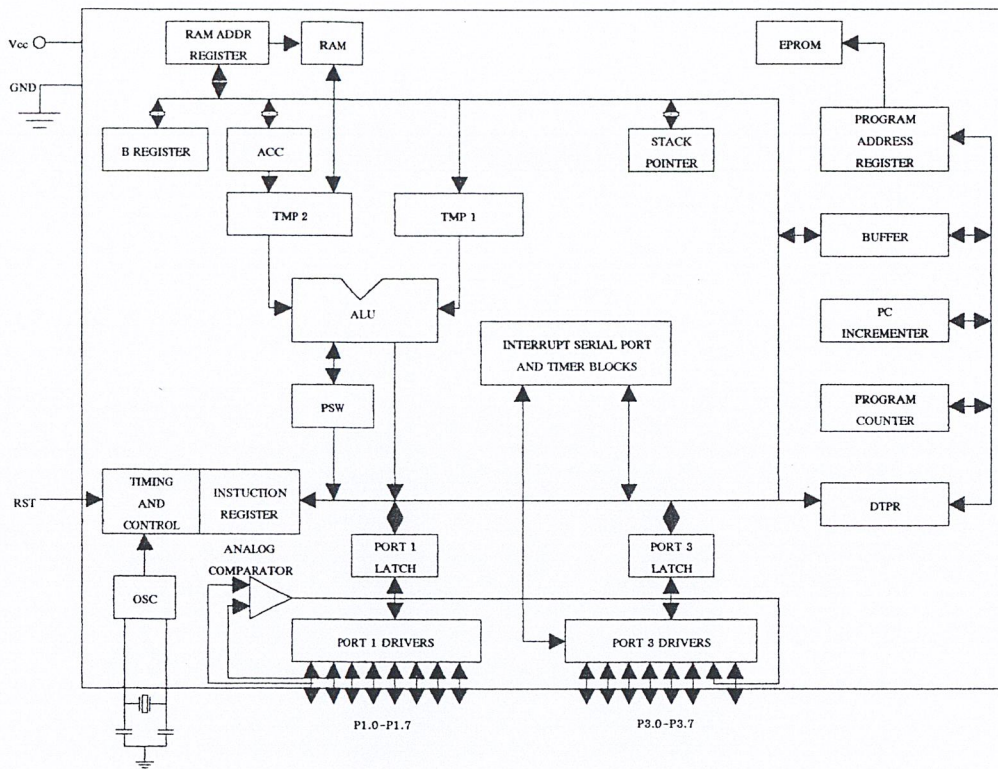 Vcc
GND
RAM ADDR
REGISTER
RAM
EPROM
B REGISTER
ACC
STACK
POINTER
PROGRAM
ADDRESS
REGISTER
TMP 2
TMP 1
BUFFER
ALU
INTERRUPT SERIAL PORT
AND TIMER BLOCKS
PC
INCREMENTER
PSW
PROGRAM
COUNTER
RST
TIMING
AND
CONTROL
INSTUCTION
REGISTER
DTPR
ANALOG
COMPARATOR
PORT 1
LATCH
PORT 3
LATCH
OSC
PORT 1 DRIVERS
PORT 3 DRIVERS
P1.0-P1.7
P3.0-P3.7